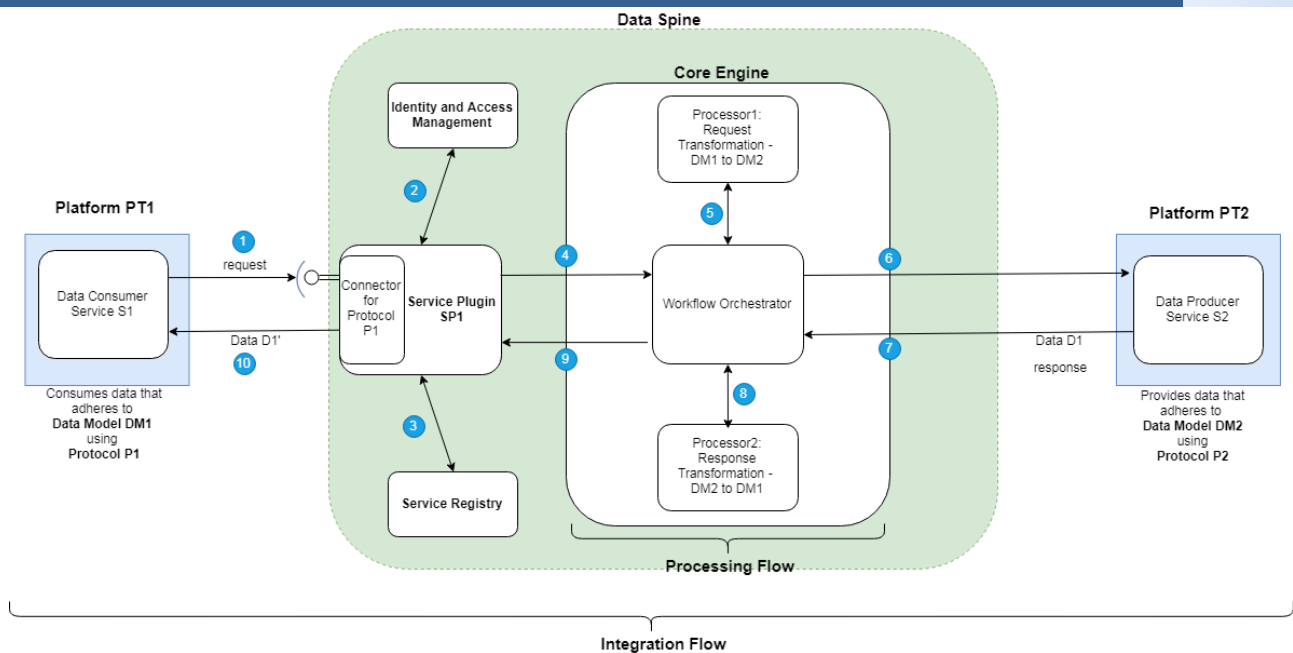 Data Spine
Core Engine
Identity and Access
Management
Processor1:
Request
Transformation -
DM1 to DM2
2
5
Platform PT1
Platform PT2
1
request
4
6
Data Consumer
Service S1
Connector
for
Protocol
P1
Service Plugin
SP1
Workflow Orchestrator
Data Producer
Service S2
Data D1'
10
9
7
Data D1
response
Consumes data that
adheres to
Data Model DM1
using
Protocol P1
8
3
Provides data that
adheres to
Data Model DM2
using
Protocol P2
Processor2:
Response
Transformation -
DM2 to DM1
Service Registry
Processing Flow
Integration Flow